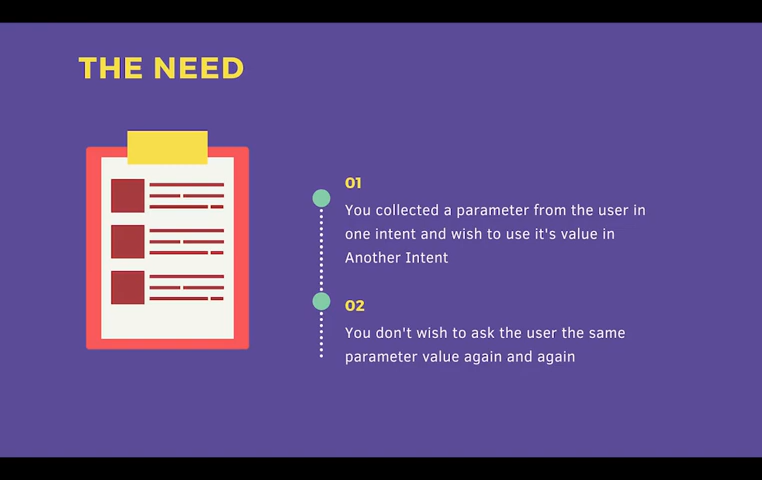 THE NEED
01
You collected a parameter from the user in
one intent and wish to use it's value in
Another Intent
02
You don't wish to ask the user the same
parameter value again and again